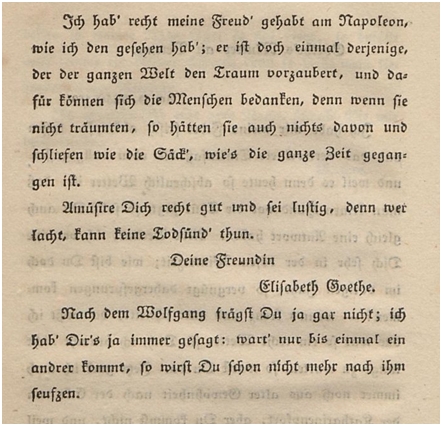 Ich hab' recht meine Freud' gehabt am Napoleon,
wie ich den gesehen hab'; er ist doch einmal derjenige,
der der ganzen Welt den Traum vorzaubert, und da-
für können sich die Menschen bedanken, denn wenn sie
nicht träumten, so hätten sie auch nichts davon und
schliefen wie die Säck', wie's die ganze Zeit gegan-
gen ist.
Amüsire Dich recht gut und sei lustig, denn wer
lacht, kann keine Todsünd' thun.
Deine Freundin
Elisabeth Goethe.
Nach dem Wolfgang frägst Du ja gar nicht; ich
hab' Dir's ja immer gesagt: wart' nur bis einmal ein
andrer kommt, so wirst Du schon nicht mehr nach ihm
seufzen.